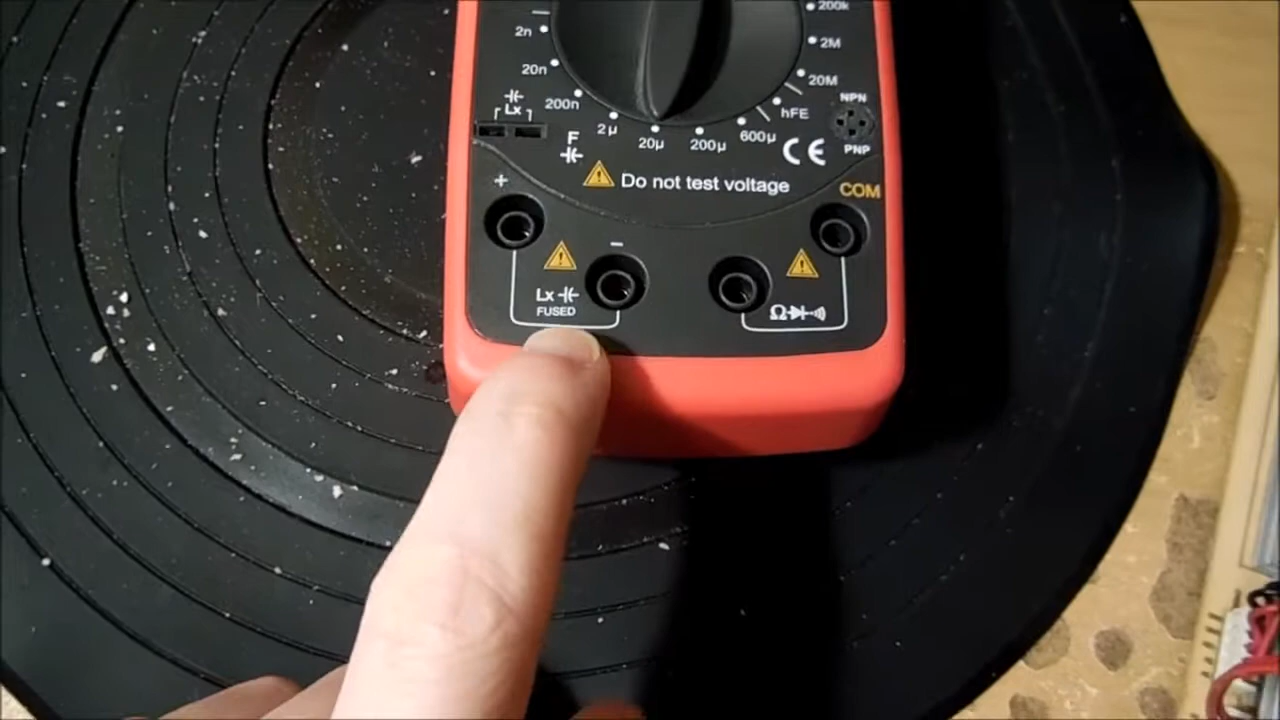 200k
2n
2M
20n
20M
Lx
200n
hFE
NPN
2µ
20µ
200µ
600µ
F
CE
PNP
Do not test voltage
+
COM
−
Lx
FUSED
Ω